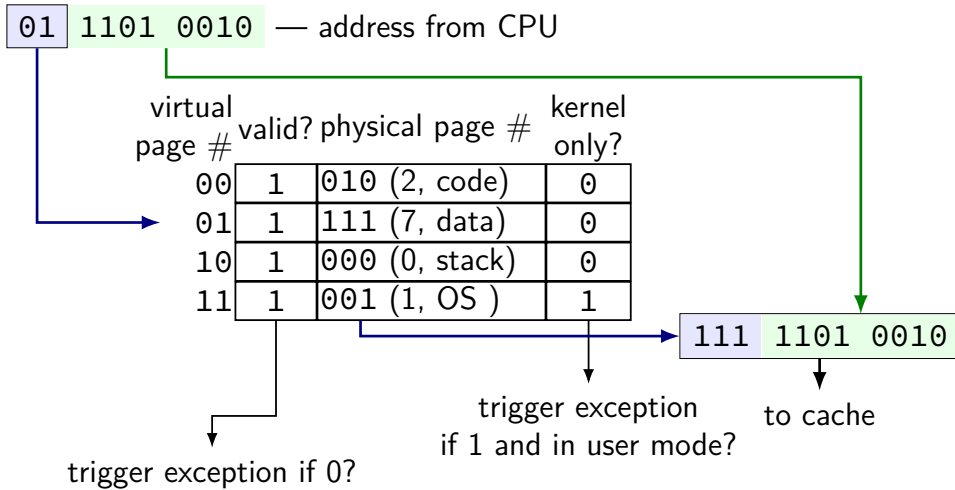 01 1101 0010 — address from CPU
virtual page # valid? physical page # kernel only?
00 1 010 (2, code) 0
01 1 111 (7, data) 0
10 1 000 (0, stack) 0
11 1 001 (1, OS ) 1
111 1101 0010
trigger exception
if 1 and in user mode?
to cache
trigger exception if 0?